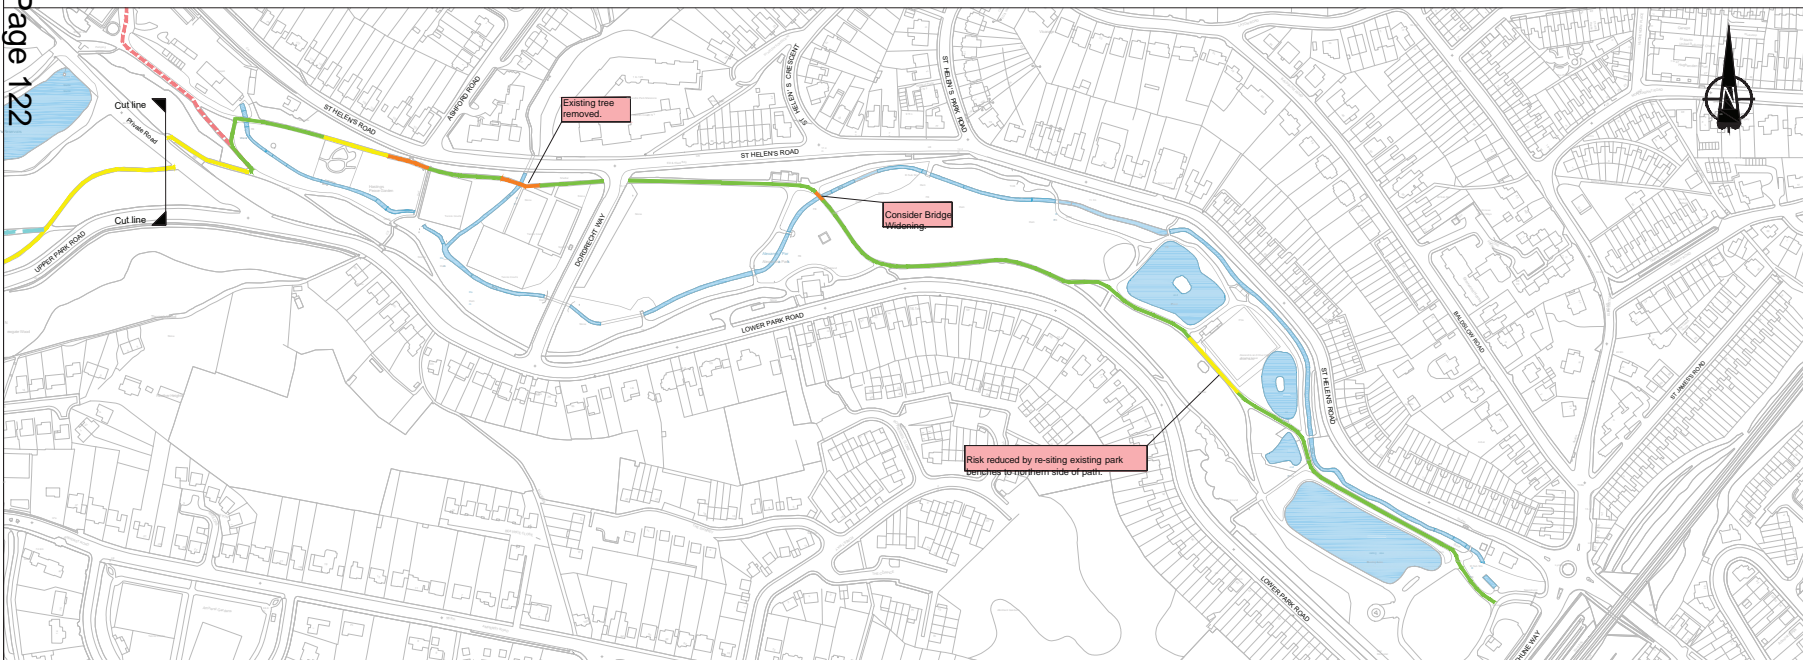 Page 122
Cut line
Private Road
Cut line
UPPER PARK ROAD
ST HELEN'S ROAD
ASHFORD ROAD
Existing tree
removed.
ST HELEN'S CRESCENT
ST HELEN'S PARK ROAD
ST HELEN'S ROAD
DORDRECHT WAY
Consider Bridge
Widening.
LOWER PARK ROAD
N
BALDSLOW ROAD
ST JAMES'S ROAD
ST HELEN'S ROAD
Risk reduced by re-siting existing park
benches to northern side of path.
LOWER PARK ROAD
HUNE WAY